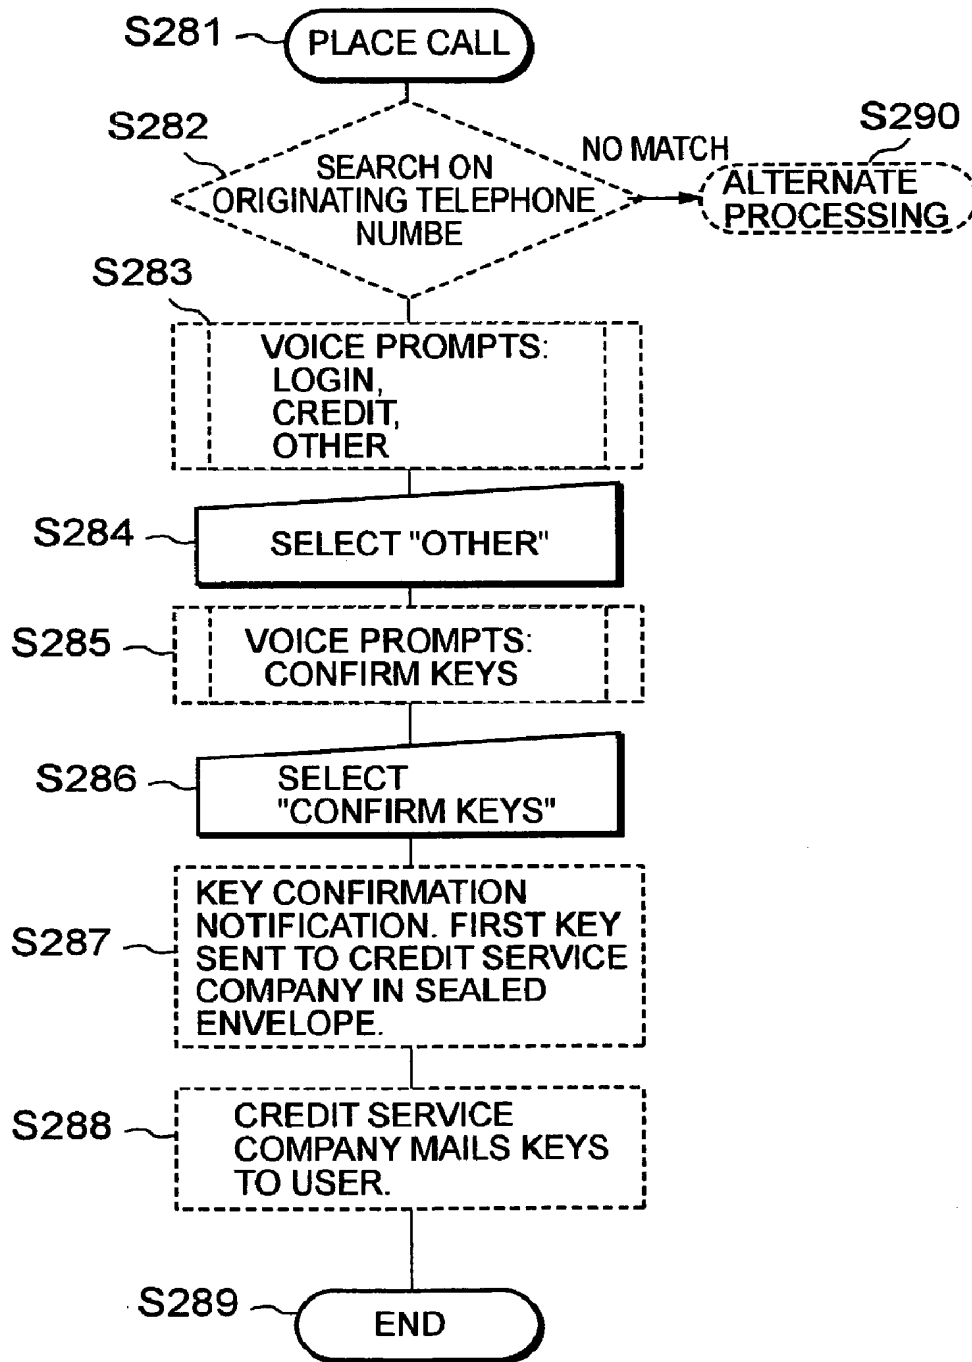 S281
PLACE CALL
S282
SEARCH ON
ORIGINATING TELEPHONE
NUMBE
NO MATCH
S290
ALTERNATE
PROCESSING
S283
VOICE PROMPTS:
LOGIN,
CREDIT,
OTHER
S284
SELECT "OTHER"
S285
VOICE PROMPTS:
CONFIRM KEYS
S286
SELECT
"CONFIRM KEYS"
S287
KEY CONFIRMATION
NOTIFICATION. FIRST KEY
SENT TO CREDIT SERVICE
COMPANY IN SEALED
ENVELOPE.
S288
CREDIT SERVICE
COMPANY MAILS KEYS
TO USER.
S289
END